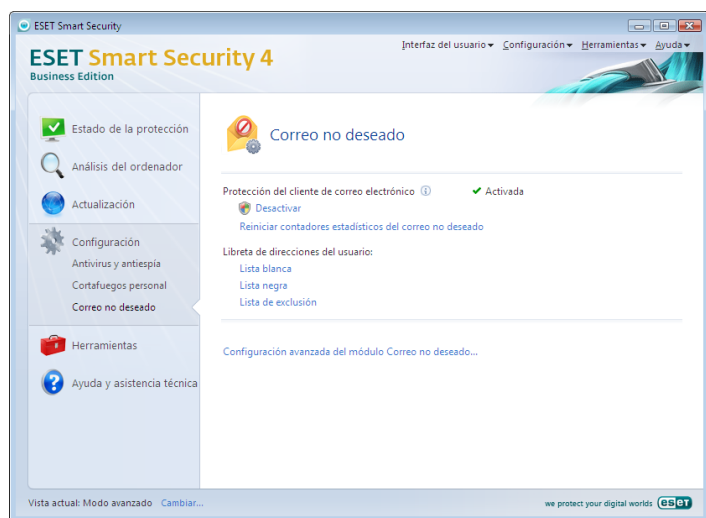 ESET Smart Security
Interfaz del usuario Configuración Herramientas Ayuda
ESET Smart Security 4
Business Edition
Estado de la protección
Análisis del ordenador
Actualización
Configuración
Antivirus y antiespía
Cortafuegos personal
Correo no deseado
Herramientas
Ayuda y asistencia técnica
Correo no deseado
Protección del cliente de correo electrónico Activada
Desactivar
Reiniciar contadores estadísticos del correo no deseado
Libreta de direcciones del usuario:
Lista blanca
Lista negra
Lista de exclusión
Configuración avanzada del módulo Correo no deseado...
Vista actual: Modo avanzado Cambiar...
we protect your digital worlds eset